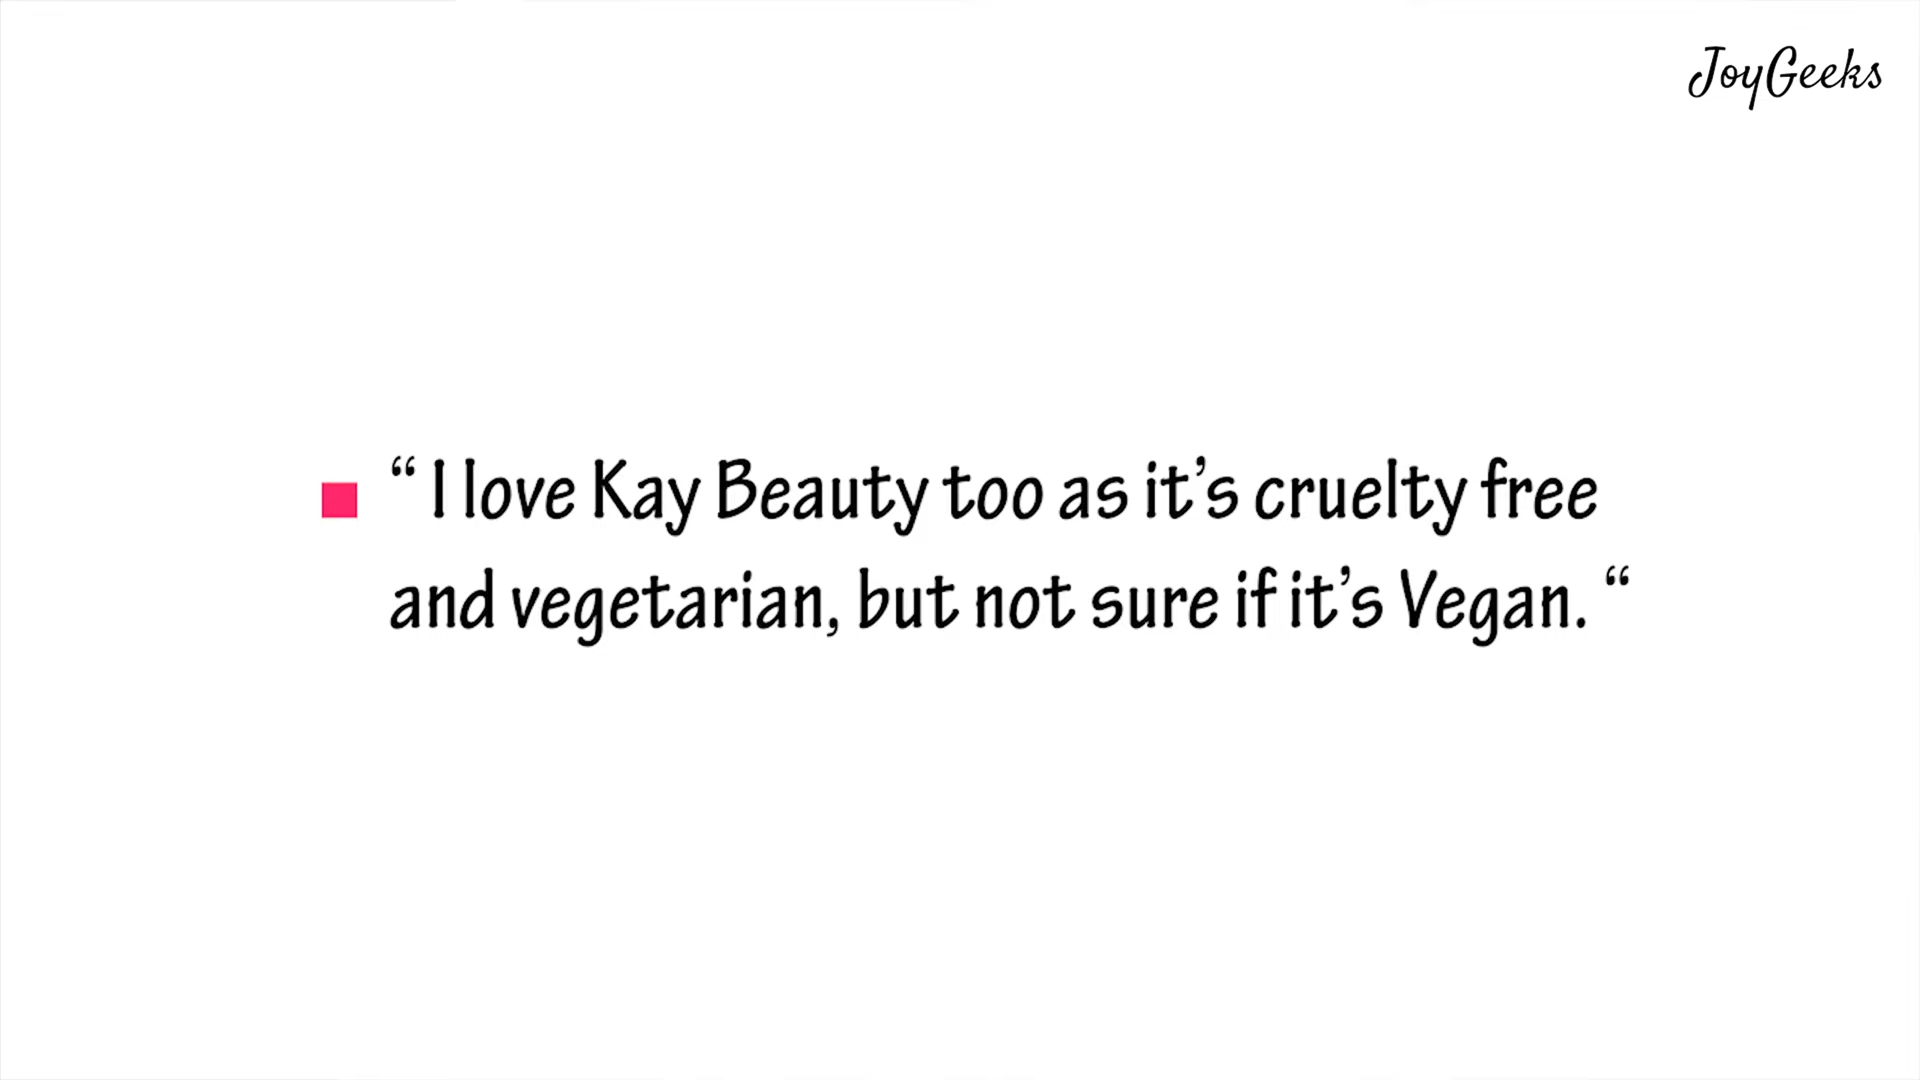 JoyGeeks
“ I love Kay Beauty too as it’s cruelty free
and vegetarian, but not sure if it’s Vegan. “